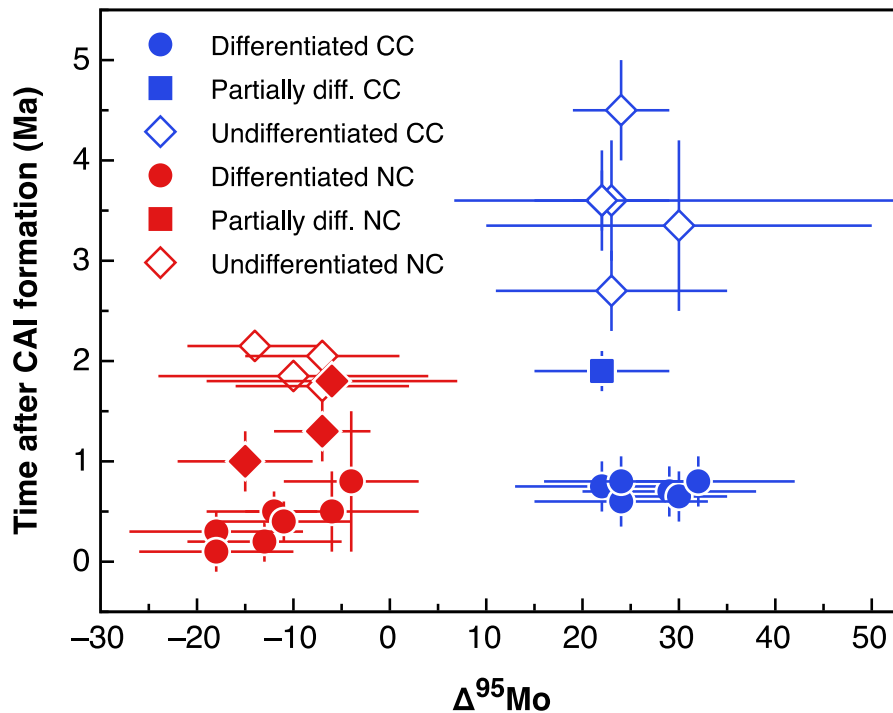 Differentiated CC
Partially diff. CC
Undifferentiated CC
Differentiated NC
Partially diff. NC
Undifferentiated NC
Time after CAI formation (Ma)
5
4
3
2
1
0
−30 −20 −10 0 10 20 30 40 50
Δ⁹⁵Mo